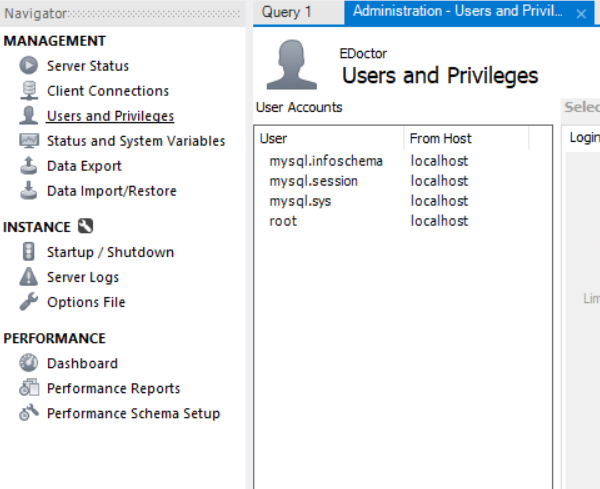 Navigator
MANAGEMENT
Server Status
Client Connections
Users and Privileges
Status and System Variables
Data Export
Data Import/Restore
INSTANCE
Startup / Shutdown
Server Logs
Options File
PERFORMANCE
Dashboard
Performance Reports
Performance Schema Setup
Query 1 Administration - Users and Privil...
EDoctor
Users and Privileges
User Accounts
User From Host
mysql.infoschema localhost
mysql.session localhost
mysql.sys localhost
root localhost
Selec
Login
Lim